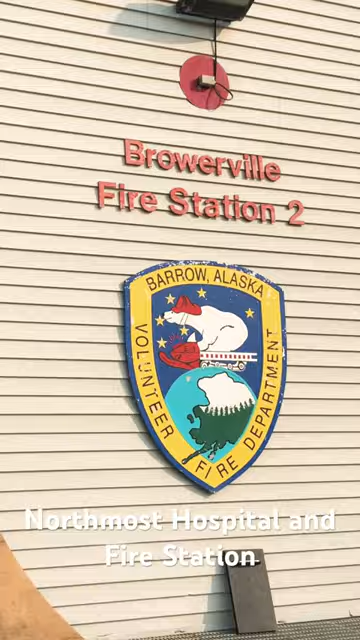 Browerville
Fire Station 2
BARROW, ALASKA
VOLUNTEER
FIRE DEPARTMENT
Northmost Hospital and
Fire Station